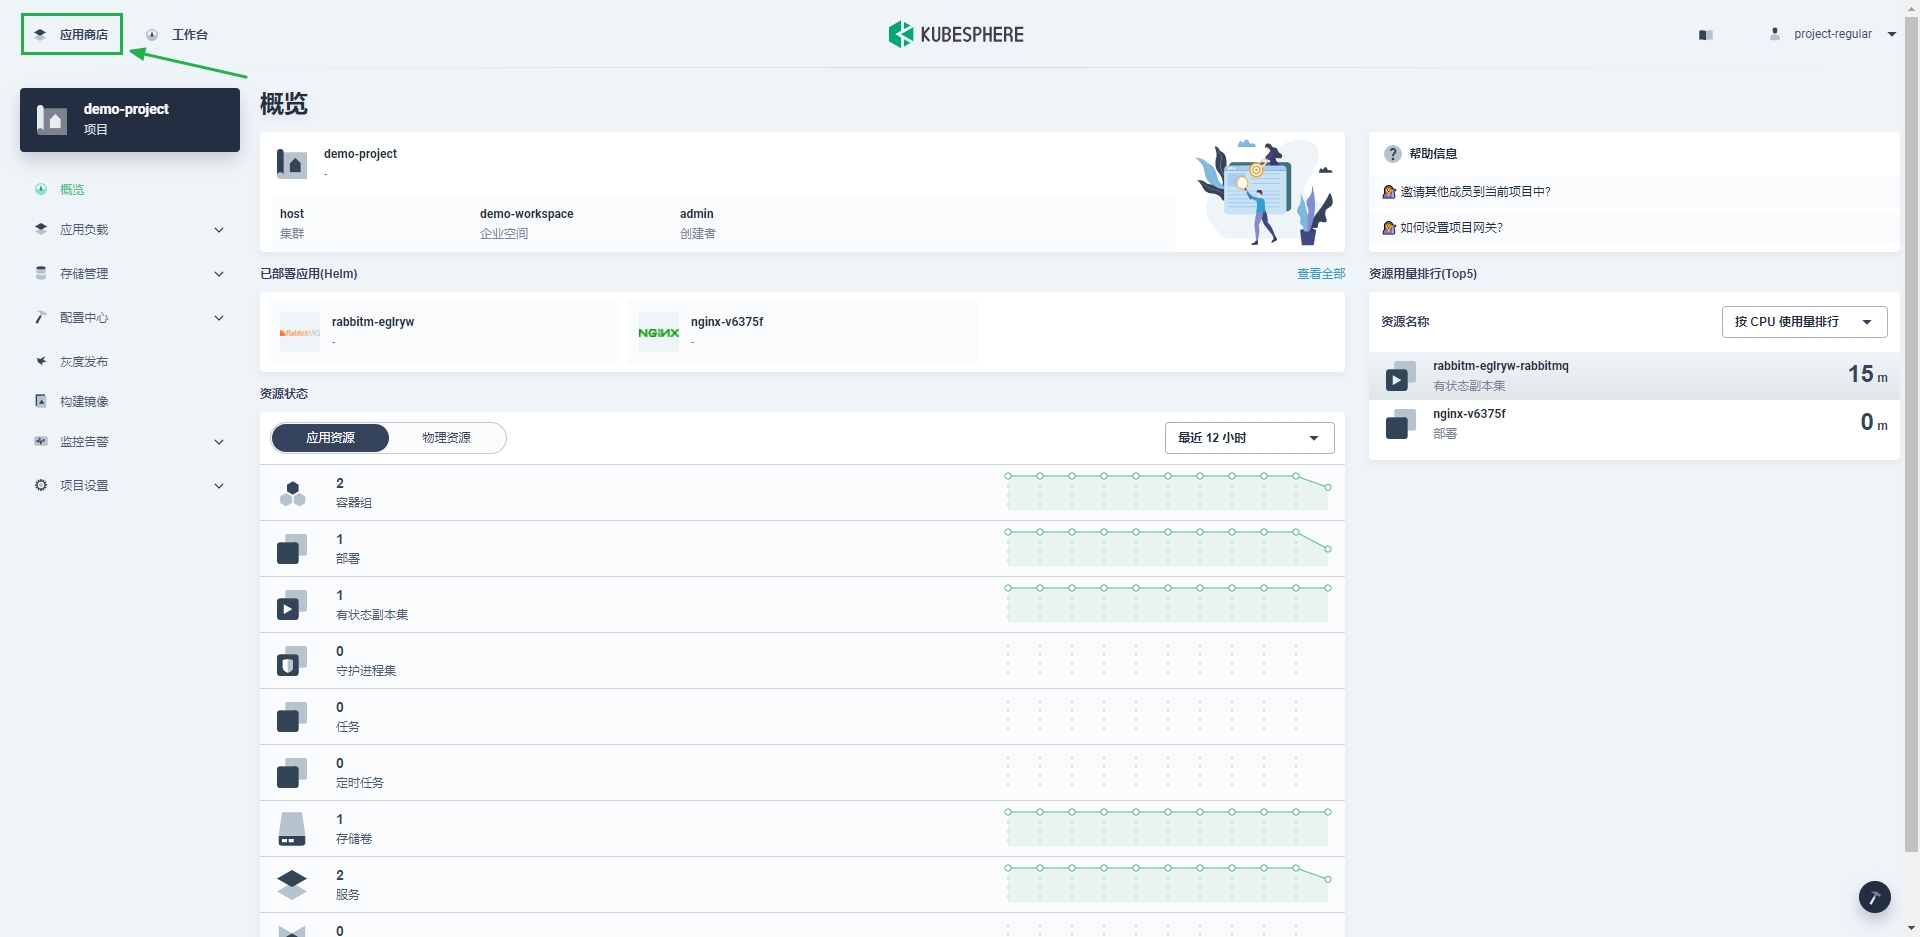 应用商店
工作台
KUBESPHERE
project-regular
demo-project
项目
概览
应用负载
存储管理
配置中心
灰度发布
构建镜像
监控告警
项目设置
概览
demo-project
-
host
集群
demo-workspace
企业空间
admin
创建者
帮助信息
邀请其他成员到当前项目中?
如何设置项目网关?
已部署应用(Helm)
查看全部
RabbitMQ
rabbitm-eglryw
-
NGINX
nginx-v6375f
-
资源用量排行(Top5)
资源名称
按 CPU 使用量排行
rabbitm-eglryw-rabbitmq
有状态副本集
15 m
nginx-v6375f
部署
0 m
资源状态
应用资源
物理资源
最近 12 小时
2
容器组
1
部署
1
有状态副本集
0
守护进程集
0
任务
0
定时任务
1
存储卷
2
服务
0